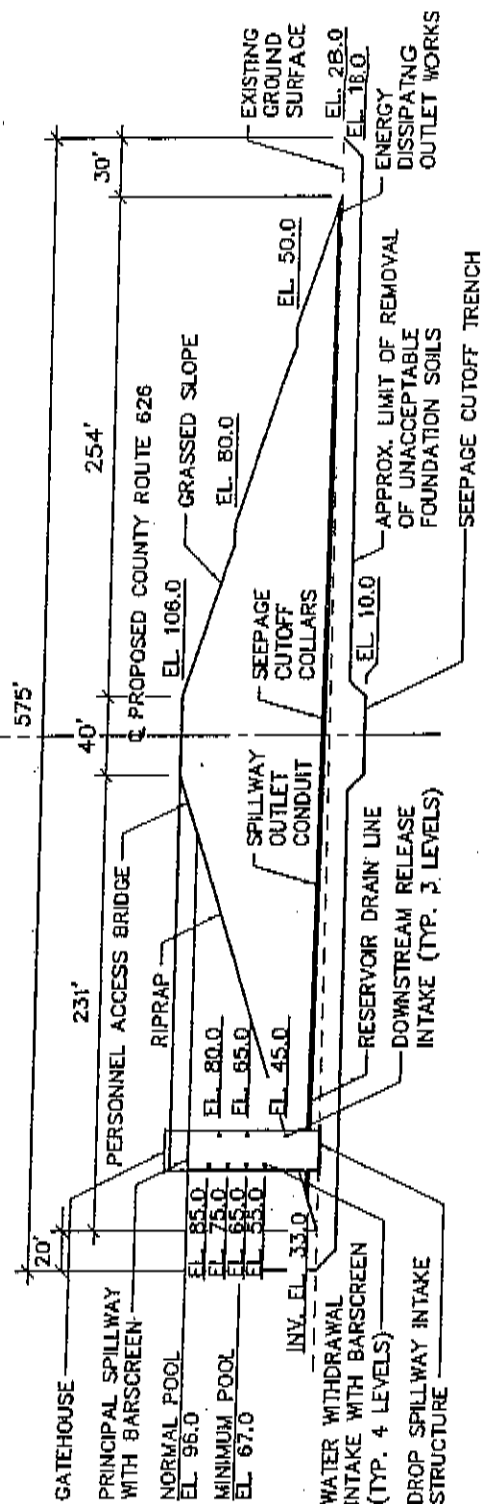 575'
20'
231'
40'
254'
30'
GATEHOUSE
PRINCIPAL SPILLWAY
WITH BARSCREEN
NORMAL POOL
EL. 96.0
MINIMUM POOL
EL. 67.0
WATER WITHDRAWAL
INTAKE WITH BARSCREEN
(TYP. 4 LEVELS)
DROP SPILLWAY INTAKE
STRUCTURE
EL. 85.0
EL. 75.0
EL. 65.0
EL. 55.0
INV. EL. 33.0
PERSONNEL ACCESS BRIDGE
RIPRAP
EL. 80.0
EL. 65.0
EL. 45.0
RESERVOIR DRAIN LINE
DOWNSTREAM RELEASE
INTAKE (TYP. 3 LEVELS)
SPILLWAY
OUTLET
CONDUIT
SEEPAGE
CUTOFF
COLLARS
℄ PROPOSED COUNTY ROUTE 626
EL. 106.0
GRASSED SLOPE
EL. 80.0
EL. 50.0
EL. 10.0
APPROX. LIMIT OF REMOVAL
OF UNACCEPTABLE
FOUNDATION SOILS
SEEPAGE CUTOFF TRENCH
EXISTING
GROUND
SURFACE
EL. 28.0
EL. 18.0
ENERGY
DISSIPATNG
OUTLET WORKS